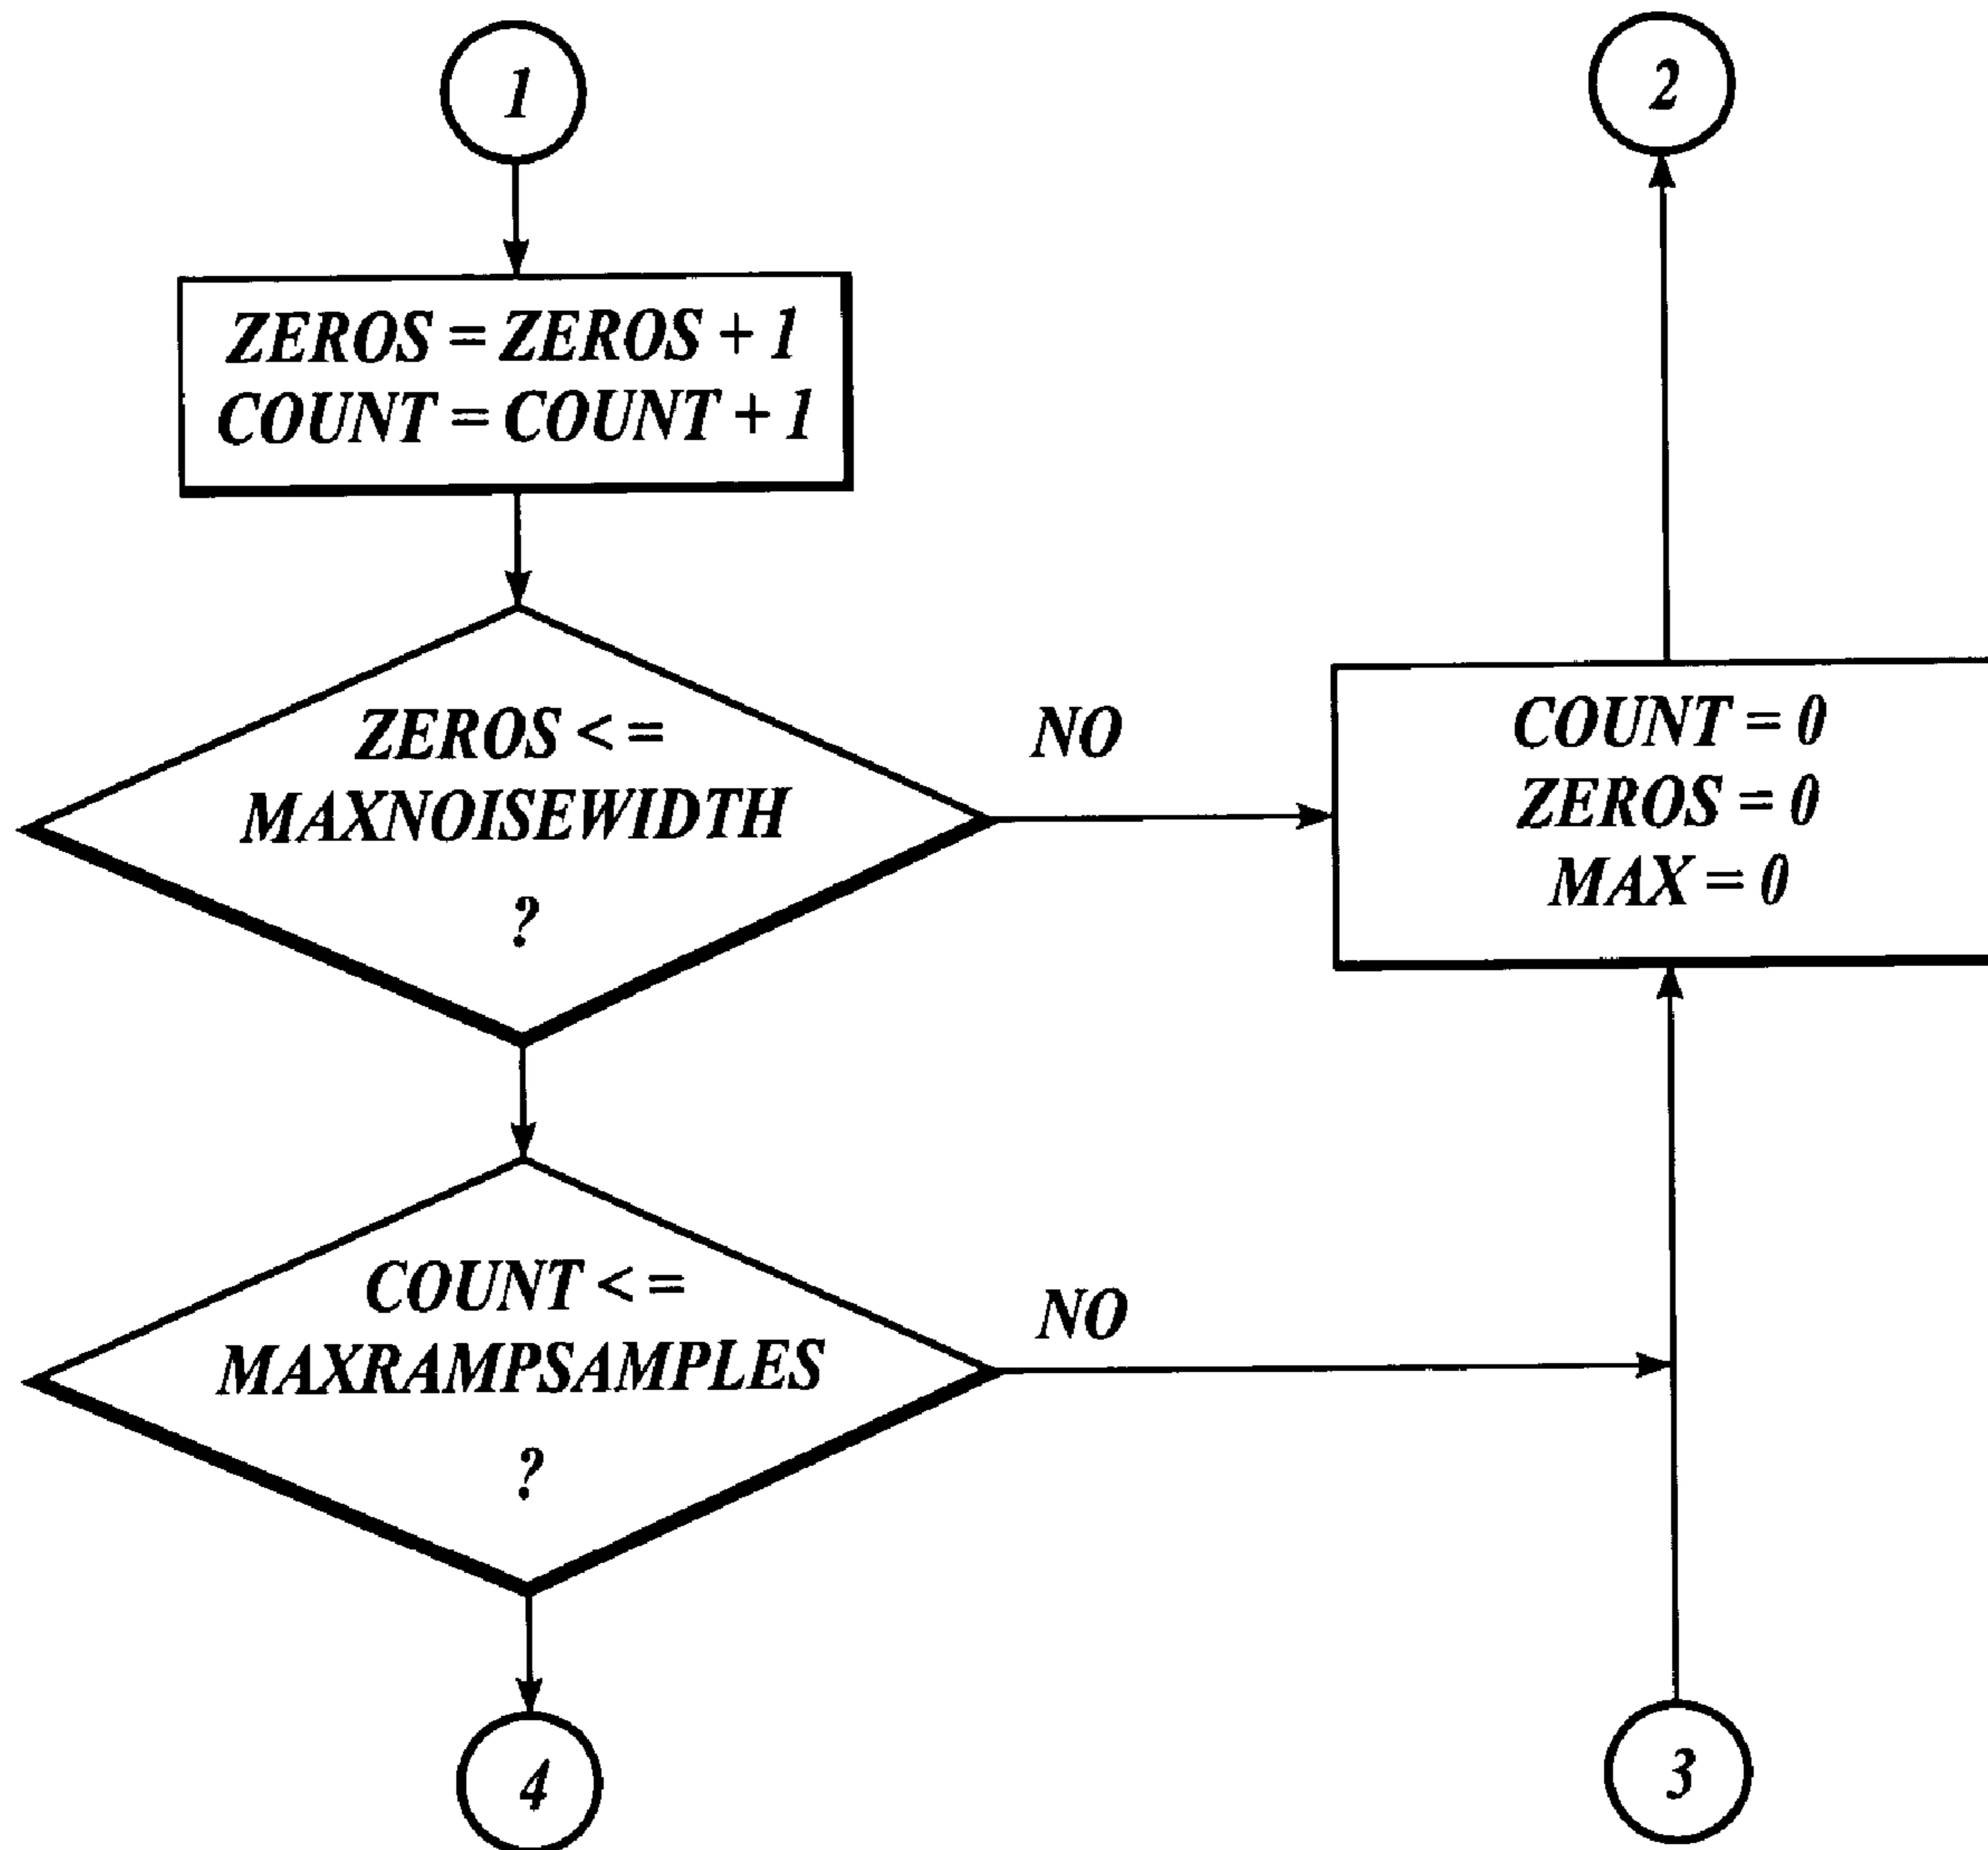 1
2
ZEROS = ZEROS + 1
COUNT = COUNT + 1
ZEROS <=
MAXNOISEWIDTH
?
NO
COUNT = 0
ZEROS = 0
MAX = 0
COUNT <=
MAXRAMPSAMPLES
?
NO
4
3